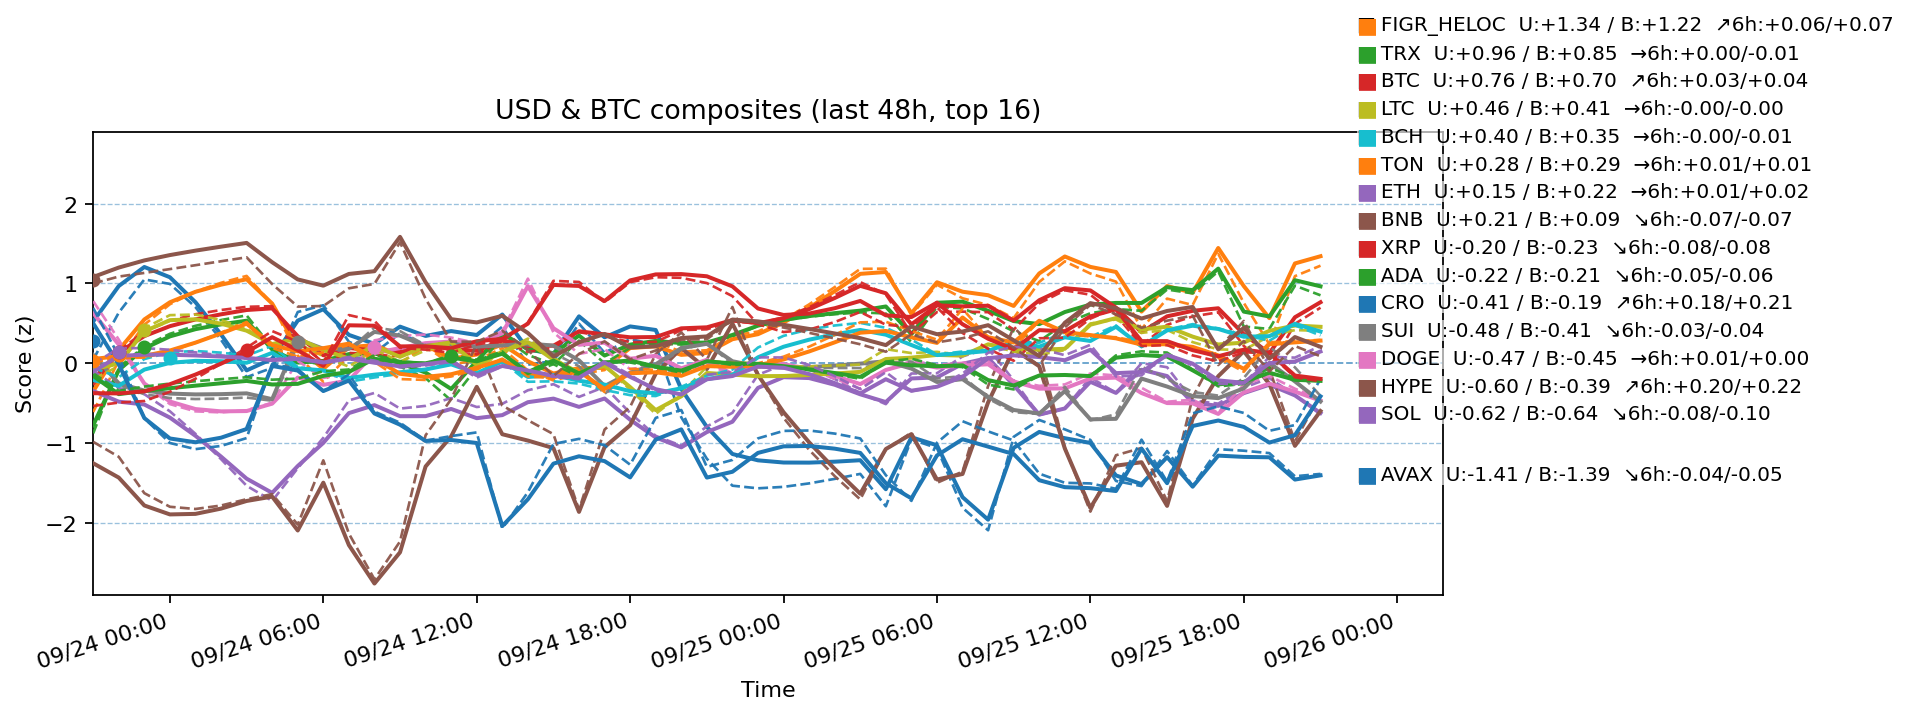 USD & BTC composites (last 48h, top 16)
Score (z)
2
1
0
−1
−2
09/24 00:00
09/24 06:00
09/24 12:00
09/24 18:00
09/25 00:00
09/25 06:00
09/25 12:00
09/25 18:00
09/26 00:00
Time
FIGR_HELOC U:+1.34 / B:+1.22 ↗6h:+0.06/+0.07
TRX U:+0.96 / B:+0.85 →6h:+0.00/-0.01
BTC U:+0.76 / B:+0.70 ↗6h:+0.03/+0.04
LTC U:+0.46 / B:+0.41 →6h:-0.00/-0.00
BCH U:+0.40 / B:+0.35 →6h:-0.00/-0.01
TON U:+0.28 / B:+0.29 →6h:+0.01/+0.01
ETH U:+0.15 / B:+0.22 →6h:+0.01/+0.02
BNB U:+0.21 / B:+0.09 ↘6h:-0.07/-0.07
XRP U:-0.20 / B:-0.23 ↘6h:-0.08/-0.08
ADA U:-0.22 / B:-0.21 ↘6h:-0.05/-0.06
CRO U:-0.41 / B:-0.19 ↗6h:+0.18/+0.21
SUI U:-0.48 / B:-0.41 ↘6h:-0.03/-0.04
DOGE U:-0.47 / B:-0.45 →6h:+0.01/+0.00
HYPE U:-0.60 / B:-0.39 ↗6h:+0.20/+0.22
SOL U:-0.62 / B:-0.64 ↘6h:-0.08/-0.10
AVAX U:-1.41 / B:-1.39 ↘6h:-0.04/-0.05